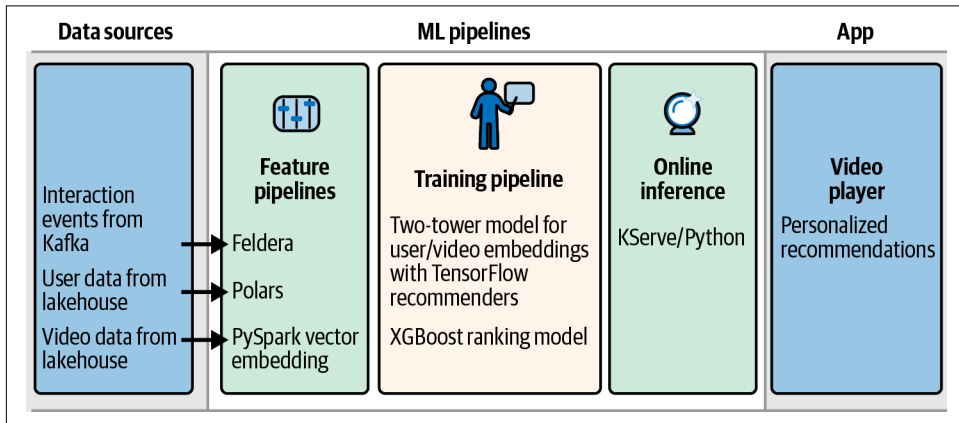 Data sources
ML pipelines
App
Interaction
events from
Kafka
User data from
lakehouse
Video data from
lakehouse
Feature
pipelines
Feldera
Polars
PySpark vector
embedding
Training pipeline
Two-tower model for
user/video embeddings
with TensorFlow
recommenders
XGBoost ranking model
Online
inference
KServe/Python
Video
player
Personalized
recommendations